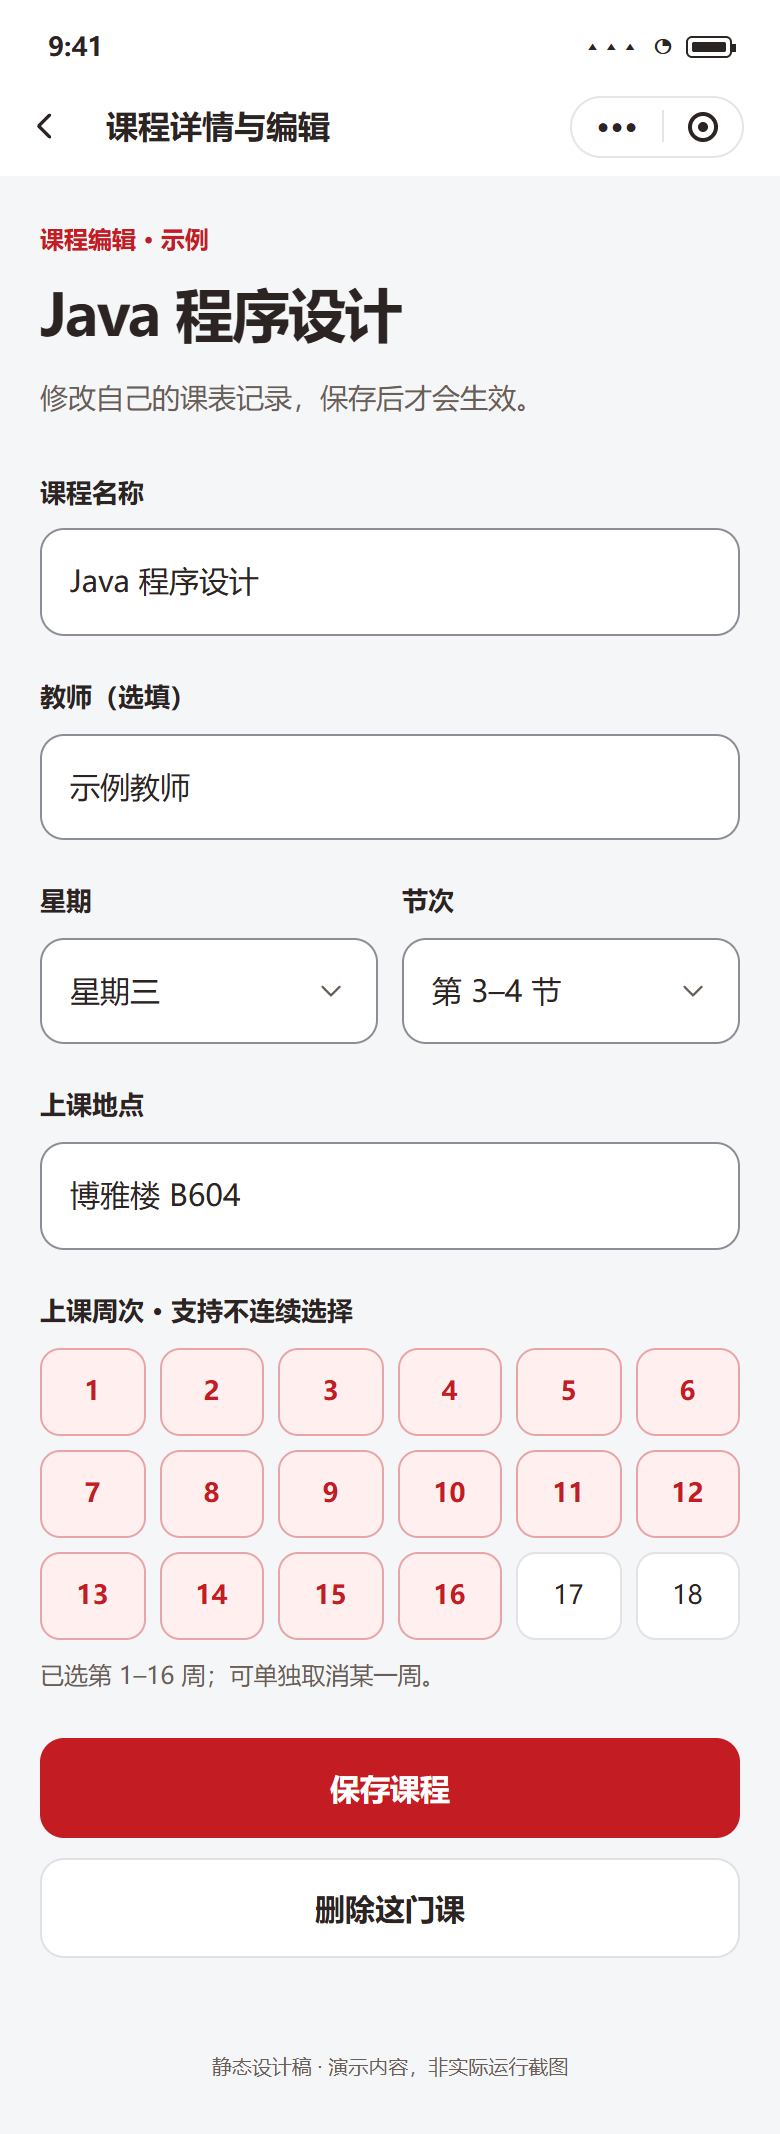 9:41
课程详情与编辑
课程编辑·示例
Java 程序设计
修改自己的课表记录，保存后才会生效。
课程名称
Java 程序设计
教师（选填）
示例教师
星期 节次
星期三 第 3–4 节
上课地点
博雅楼 B604
上课周次·支持不连续选择
1 2 3 4 5 6
7 8 9 10 11 12
13 14 15 16 17 18
已选第 1–16 周；可单独取消某一周。
保存课程
删除这门课
静态设计稿 · 演示内容，非实际运行截图